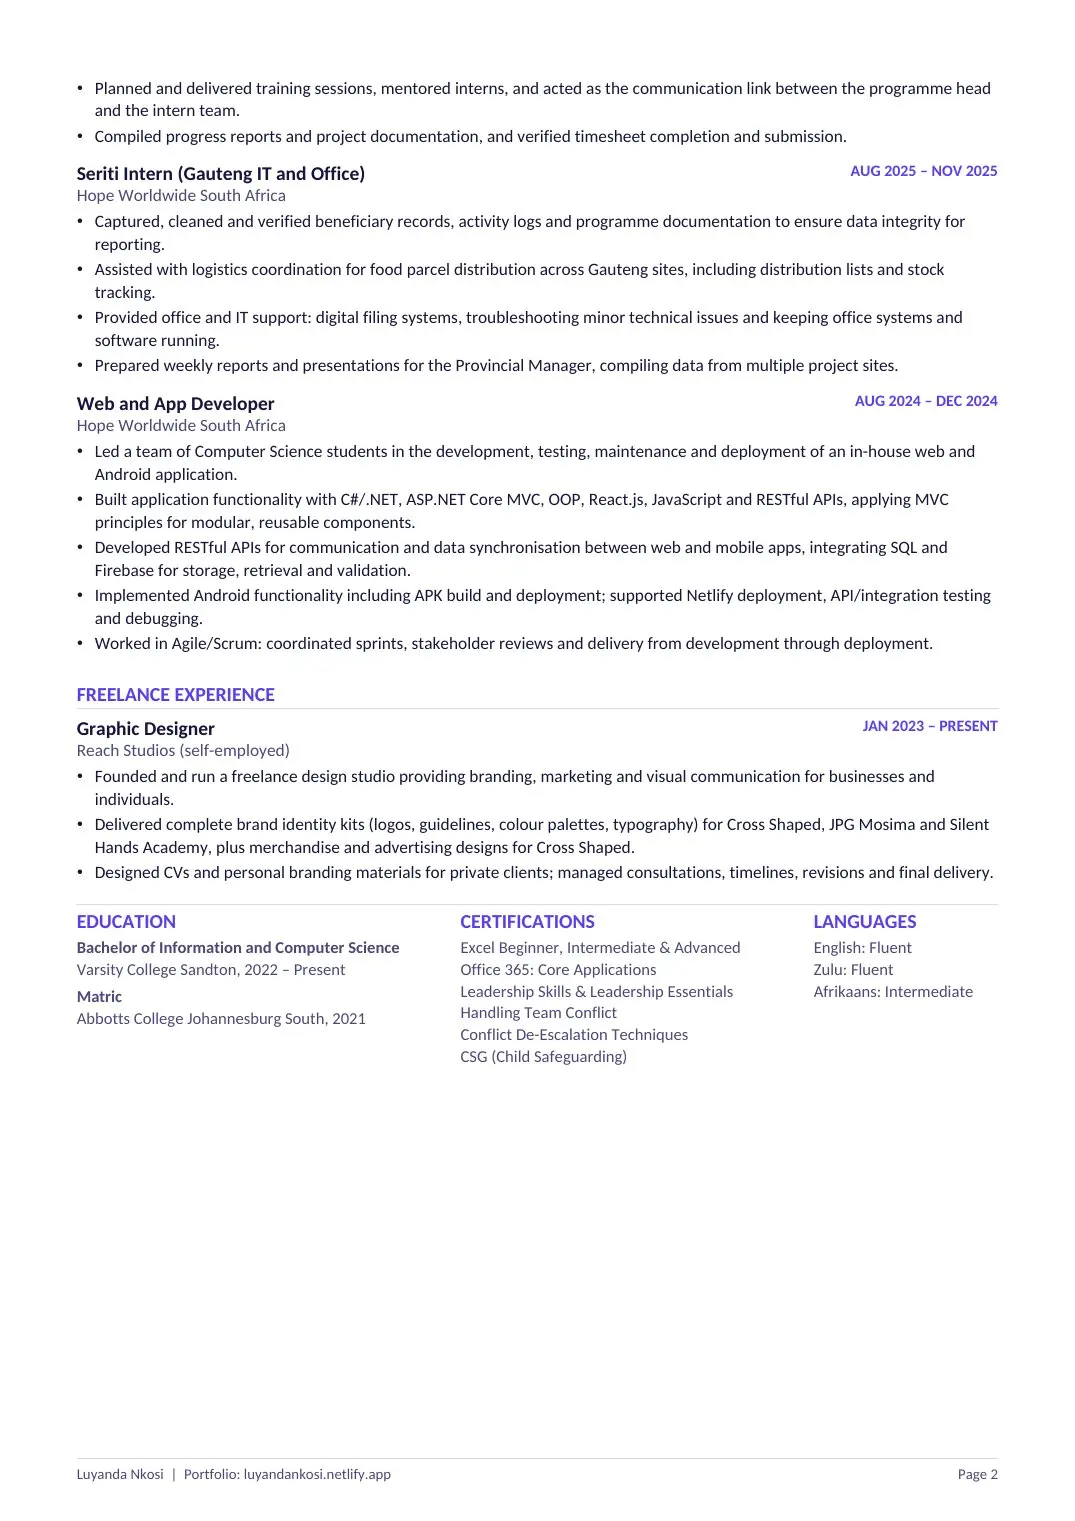 • Planned and delivered training sessions, mentored interns, and acted as the communication link between the programme head
and the intern team.
• Compiled progress reports and project documentation, and verified timesheet completion and submission.
Seriti Intern (Gauteng IT and Office)
AUG 2025 – NOV 2025
Hope Worldwide South Africa
• Captured, cleaned and verified beneficiary records, activity logs and programme documentation to ensure data integrity for
reporting.
• Assisted with logistics coordination for food parcel distribution across Gauteng sites, including distribution lists and stock
tracking.
• Provided office and IT support: digital filing systems, troubleshooting minor technical issues and keeping office systems and
software running.
• Prepared weekly reports and presentations for the Provincial Manager, compiling data from multiple project sites.
Web and App Developer
AUG 2024 – DEC 2024
Hope Worldwide South Africa
• Led a team of Computer Science students in the development, testing, maintenance and deployment of an in-house web and
Android application.
• Built application functionality with C#/.NET, ASP.NET Core MVC, OOP, React.js, JavaScript and RESTful APIs, applying MVC
principles for modular, reusable components.
• Developed RESTful APIs for communication and data synchronisation between web and mobile apps, integrating SQL and
Firebase for storage, retrieval and validation.
• Implemented Android functionality including APK build and deployment; supported Netlify deployment, API/integration testing
and debugging.
• Worked in Agile/Scrum: coordinated sprints, stakeholder reviews and delivery from development through deployment.
FREELANCE EXPERIENCE
Graphic Designer
JAN 2023 – PRESENT
Reach Studios (self-employed)
• Founded and run a freelance design studio providing branding, marketing and visual communication for businesses and
individuals.
• Delivered complete brand identity kits (logos, guidelines, colour palettes, typography) for Cross Shaped, JPG Mosima and Silent
Hands Academy, plus merchandise and advertising designs for Cross Shaped.
• Designed CVs and personal branding materials for private clients; managed consultations, timelines, revisions and final delivery.
EDUCATION
Bachelor of Information and Computer Science
Varsity College Sandton, 2022 – Present
Matric
Abbotts College Johannesburg South, 2021
CERTIFICATIONS
Excel Beginner, Intermediate & Advanced
Office 365: Core Applications
Leadership Skills & Leadership Essentials
Handling Team Conflict
Conflict De-Escalation Techniques
CSG (Child Safeguarding)
LANGUAGES
English: Fluent
Zulu: Fluent
Afrikaans: Intermediate
Luyanda Nkosi | Portfolio: luyandankosi.netlify.app
Page 2